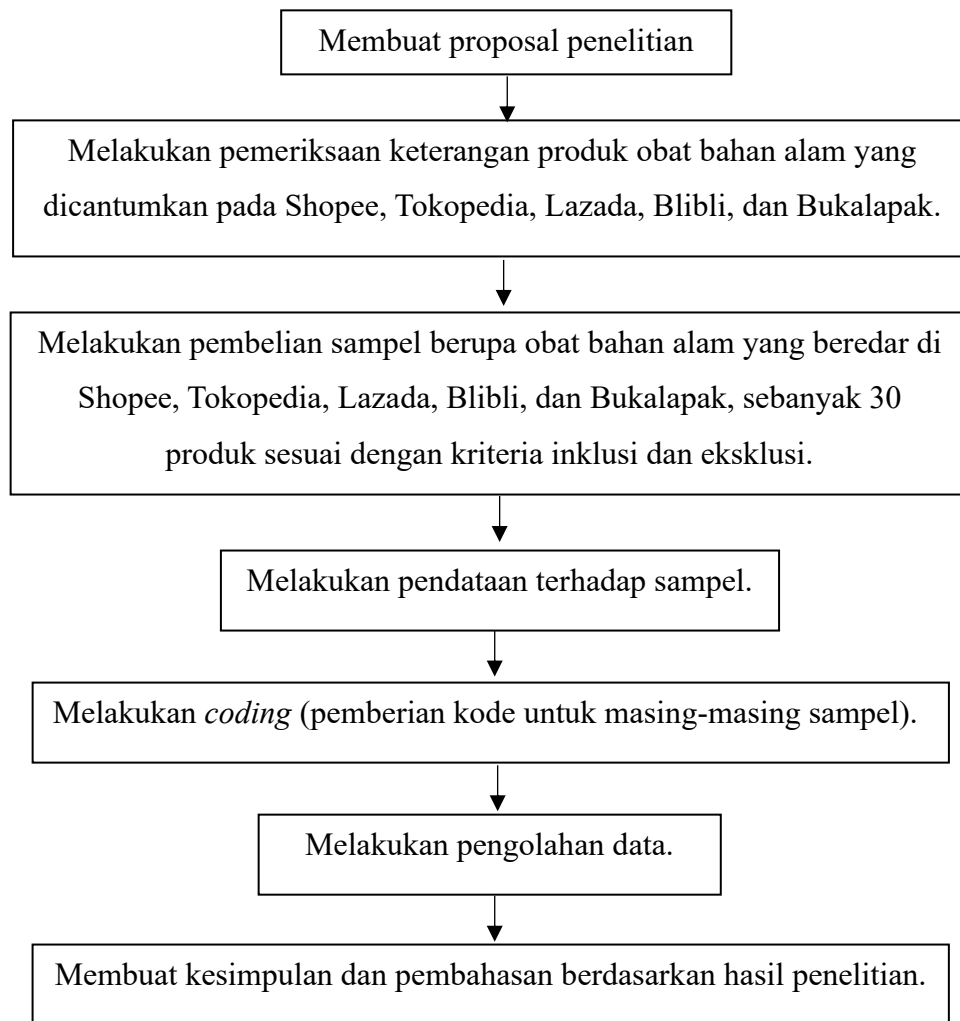 Membuat proposal penelitian
Melakukan pemeriksaan keterangan produk obat bahan alam yang
dicantumkan pada Shopee, Tokopedia, Lazada, Blibli, dan Bukalapak.
Melakukan pembelian sampel berupa obat bahan alam yang beredar di
Shopee, Tokopedia, Lazada, Blibli, dan Bukalapak, sebanyak 30
produk sesuai dengan kriteria inklusi dan eksklusi.
Melakukan pendataan terhadap sampel.
Melakukan coding (pemberian kode untuk masing-masing sampel).
Melakukan pengolahan data.
Membuat kesimpulan dan pembahasan berdasarkan hasil penelitian.